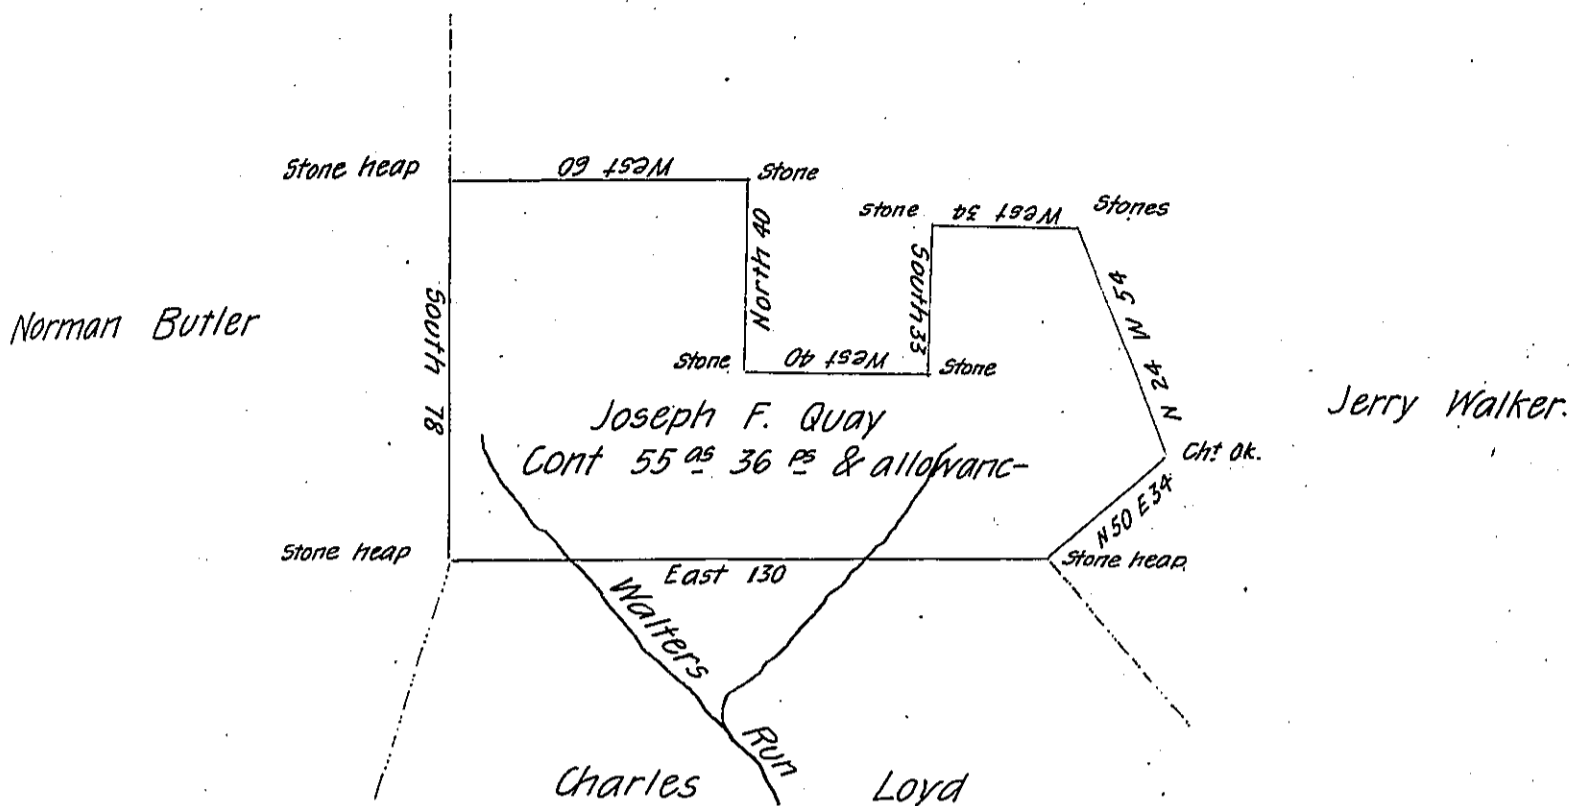 Stone heap
West 60
Stone
Stone
West 34
Stones
North 40
South 33
N 24 W 54
South 78
Norman Butler
Stone
West 40
Stone
Jerry Walker.
Joseph F. Quay
Cont 55 as 36 ps & allowanc-
Cht Ok.
N 50 E 34
Stone heap
East 130
Stone heap.
Walters
Run
Charles Loyd